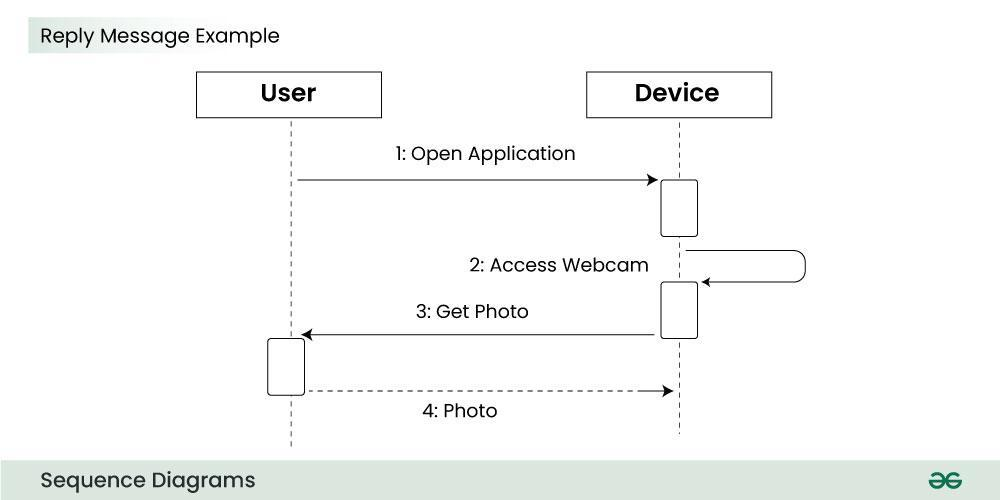 Reply Message Example
User
Device
1: Open Application
2: Access Webcam
3: Get Photo
4: Photo
Sequence Diagrams